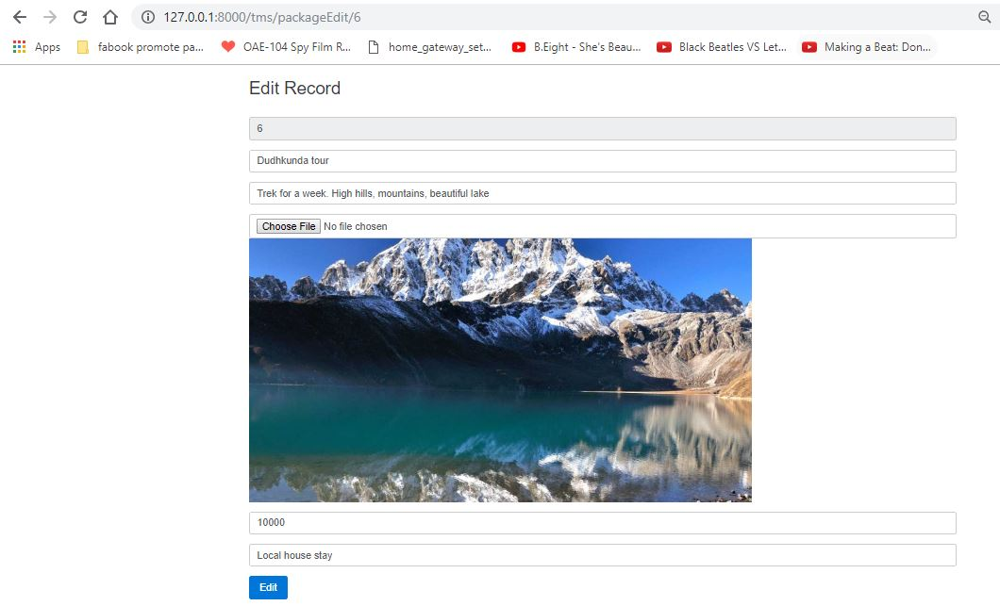 127.0.0.1:8000/tms/packageEdit/6
Apps fabook promote pa... OAE-104 Spy Film R... home_gateway_set... B.Eight - She's Beau... Black Beatles VS Let... Making a Beat: Don...
Edit Record
6
Dudhkunda tour
Trek for a week. High hills, mountains, beautiful lake
Choose File No file chosen
10000
Local house stay
Edit